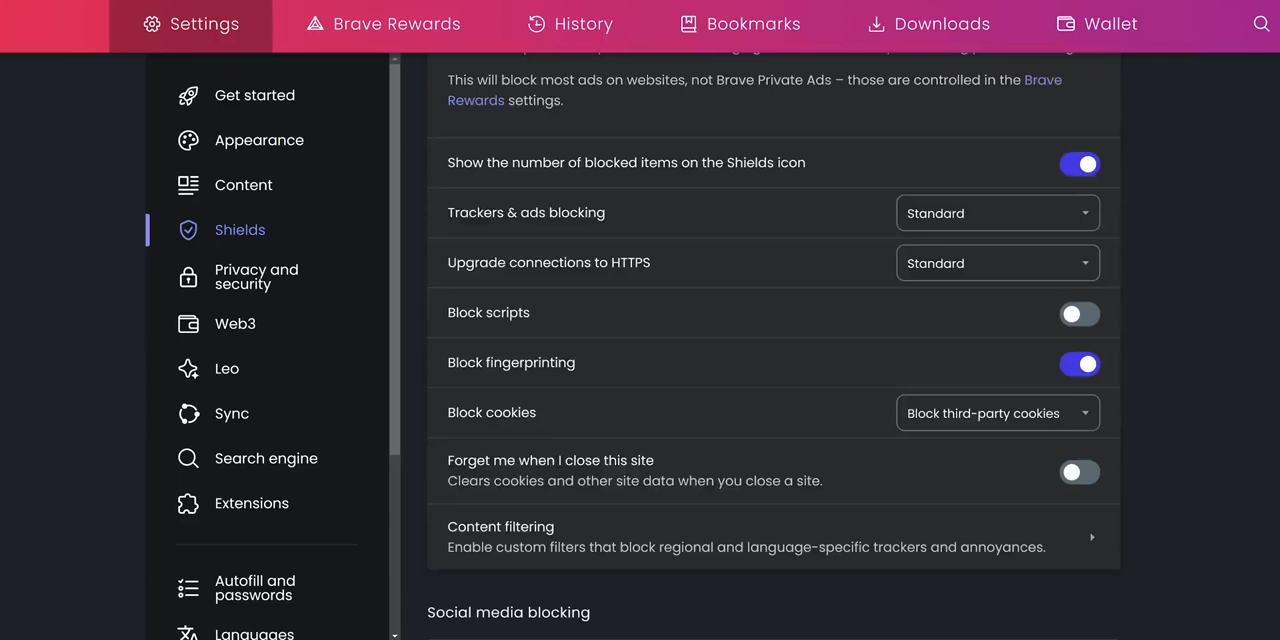 Settings
Brave Rewards
History
Bookmarks
Downloads
Wallet
Get started
Appearance
Content
Shields
Privacy and
security
Web3
Leo
Sync
Search engine
Extensions
Autofill and
passwords
Languages
This will block most ads on websites, not Brave Private Ads – those are controlled in the Brave
Rewards settings.
Show the number of blocked items on the Shields icon
Trackers & ads blocking
Standard
Upgrade connections to HTTPS
Standard
Block scripts
Block fingerprinting
Block cookies
Block third-party cookies
Forget me when I close this site
Clears cookies and other site data when you close a site.
Content filtering
Enable custom filters that block regional and language-specific trackers and annoyances.
Social media blocking